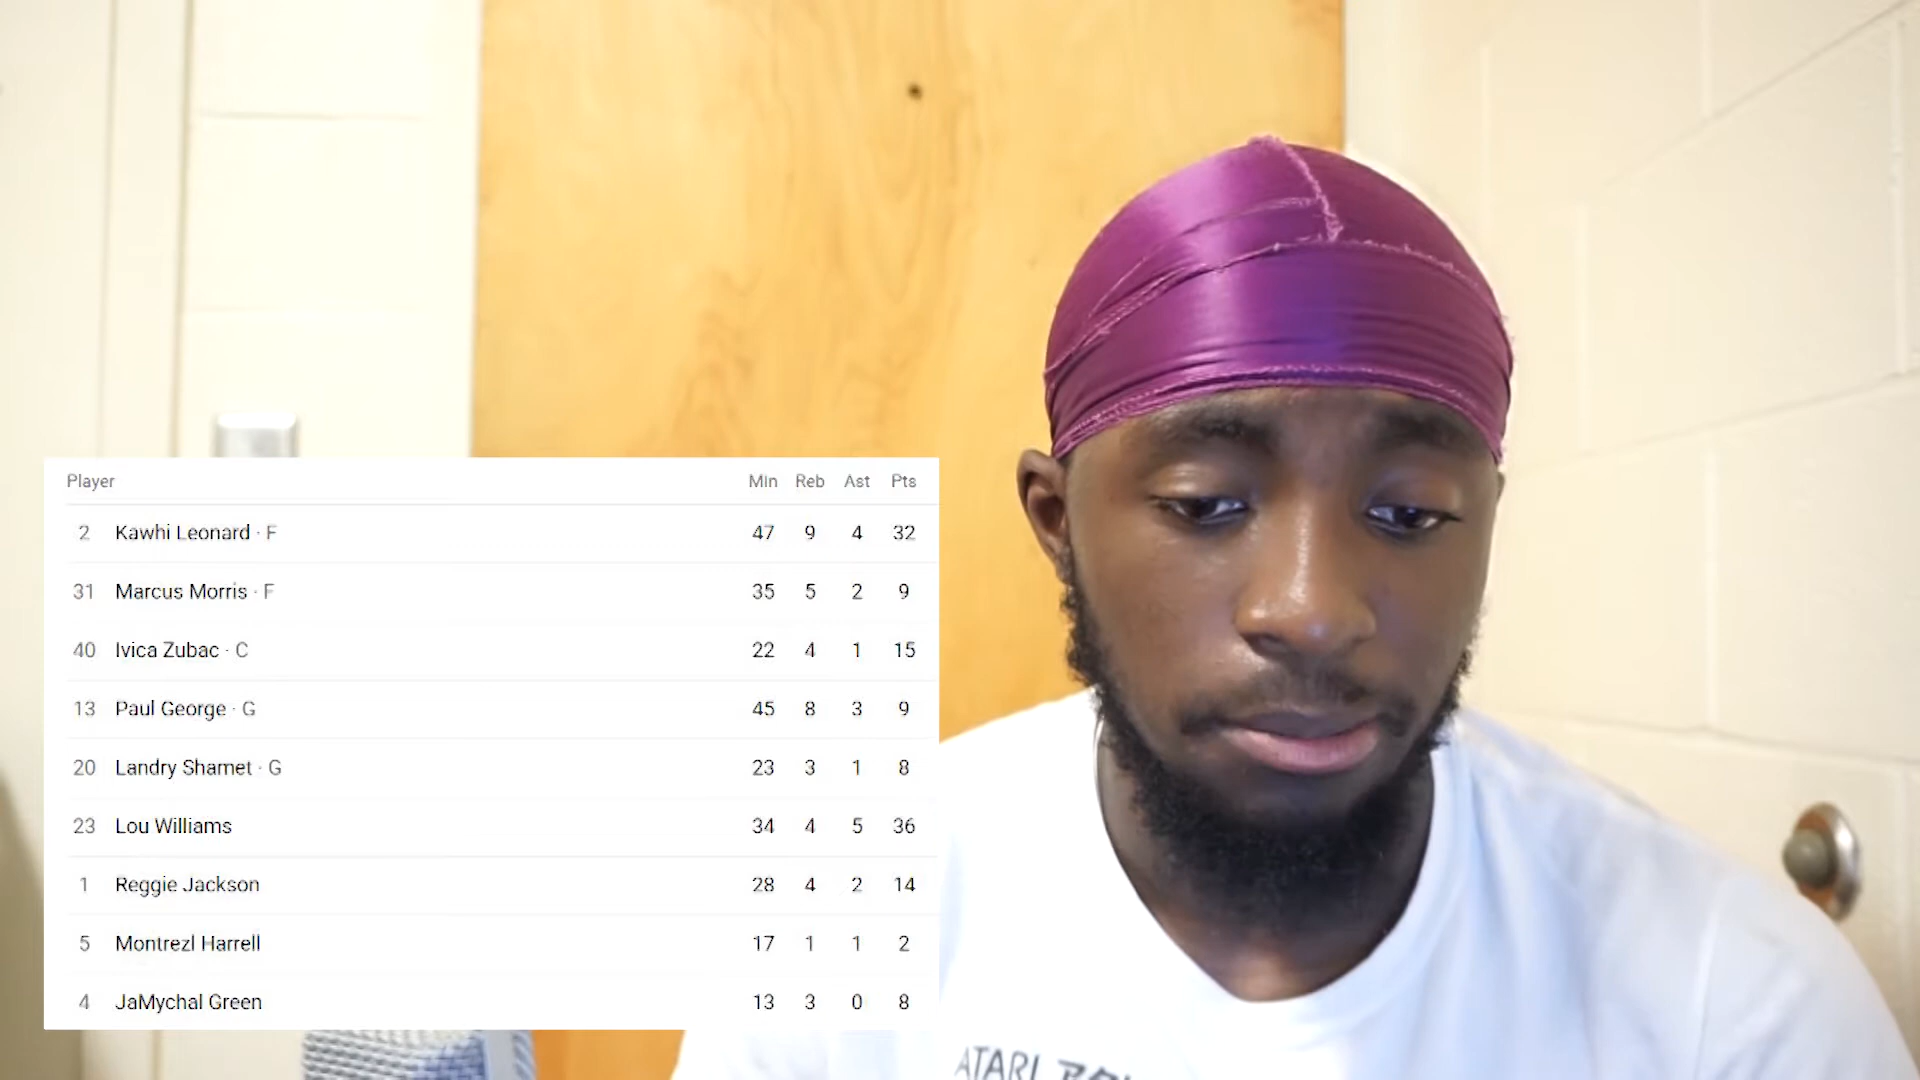 Player Min Reb Ast Pts
2 Kawhi Leonard · F 47 9 4 32
31 Marcus Morris · F 35 5 2 9
40 Ivica Zubac · C 22 4 1 15
13 Paul George · G 45 8 3 9
20 Landry Shamet · G 23 3 1 8
23 Lou Williams 34 4 5 36
1 Reggie Jackson 28 4 2 14
5 Montrezl Harrell 17 1 1 2
4 JaMychal Green 13 3 0 8
ATARI